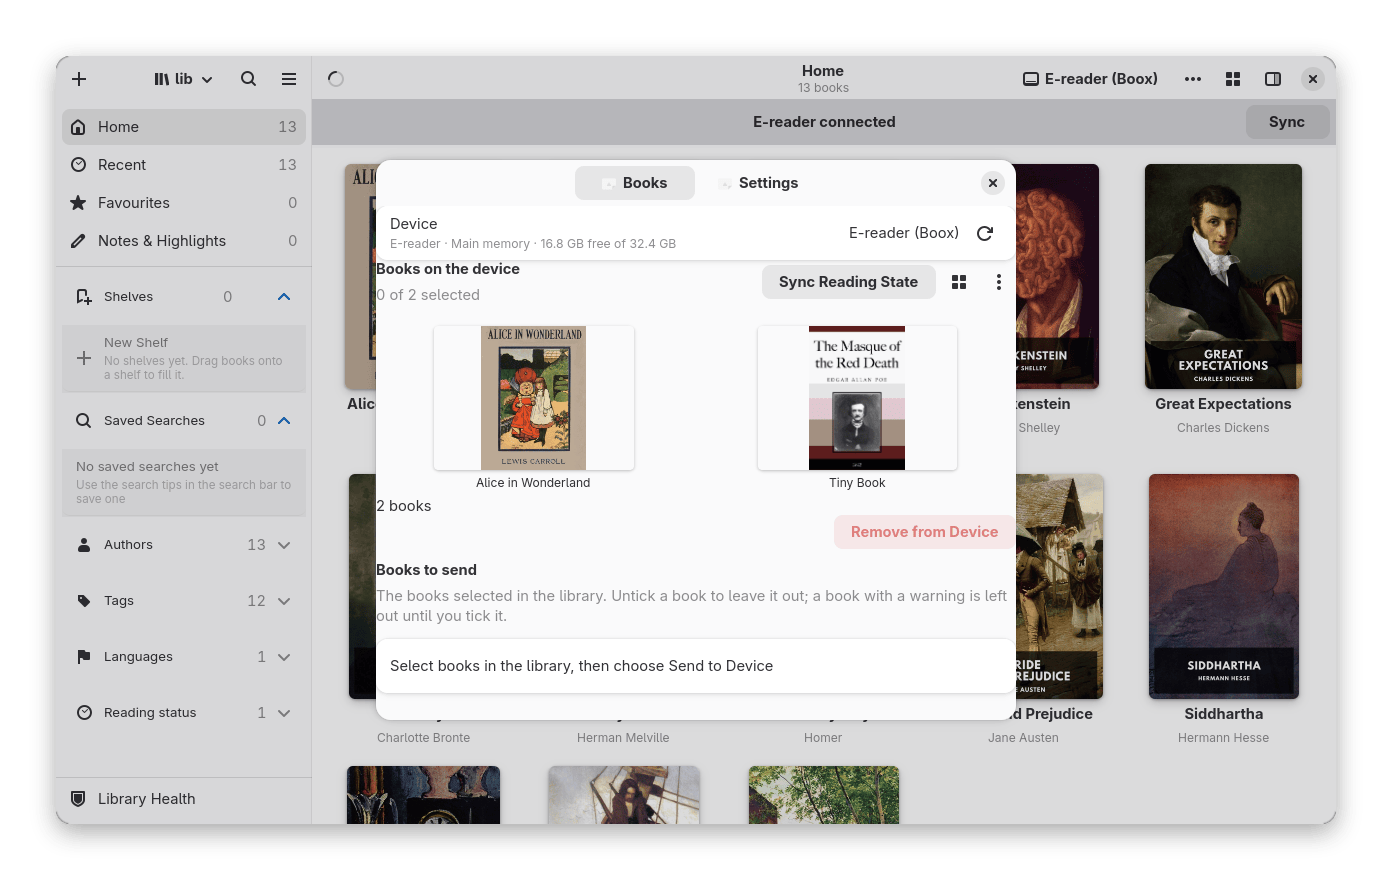 lib
Home
13 books
E-reader (Boox)
E-reader connected
Sync
Home 13
Recent 13
Favourites 0
Notes & Highlights 0
Shelves 0
New Shelf
No shelves yet. Drag books onto
a shelf to fill it.
Saved Searches 0
No saved searches yet
Use the search tips in the search bar to
save one
Authors 13
Tags 12
Languages 1
Reading status 1
Library Health
Books
Settings
Device
E-reader · Main memory · 16.8 GB free of 32.4 GB
E-reader (Boox)
Books on the device
0 of 2 selected
Sync Reading State
ALICE IN WONDERLAND
LEWIS CARROLL
Alice in Wonderland
The Masque of
the Red Death
EDGAR ALLAN POE
Tiny Book
2 books
Remove from Device
Books to send
The books selected in the library. Untick a book to leave it out; a book with a warning is left
out until you tick it.
Select books in the library, then choose Send to Device
GREAT
EXPECTATIONS
CHARLES DICKENS
Great Expectations
Charles Dickens
Shelley
SIDDHARTHA
HERMANN HESSE
Charlotte Bronte
Herman Melville
Homer
Prejudice
Jane Austen
Siddhartha
Hermann Hesse